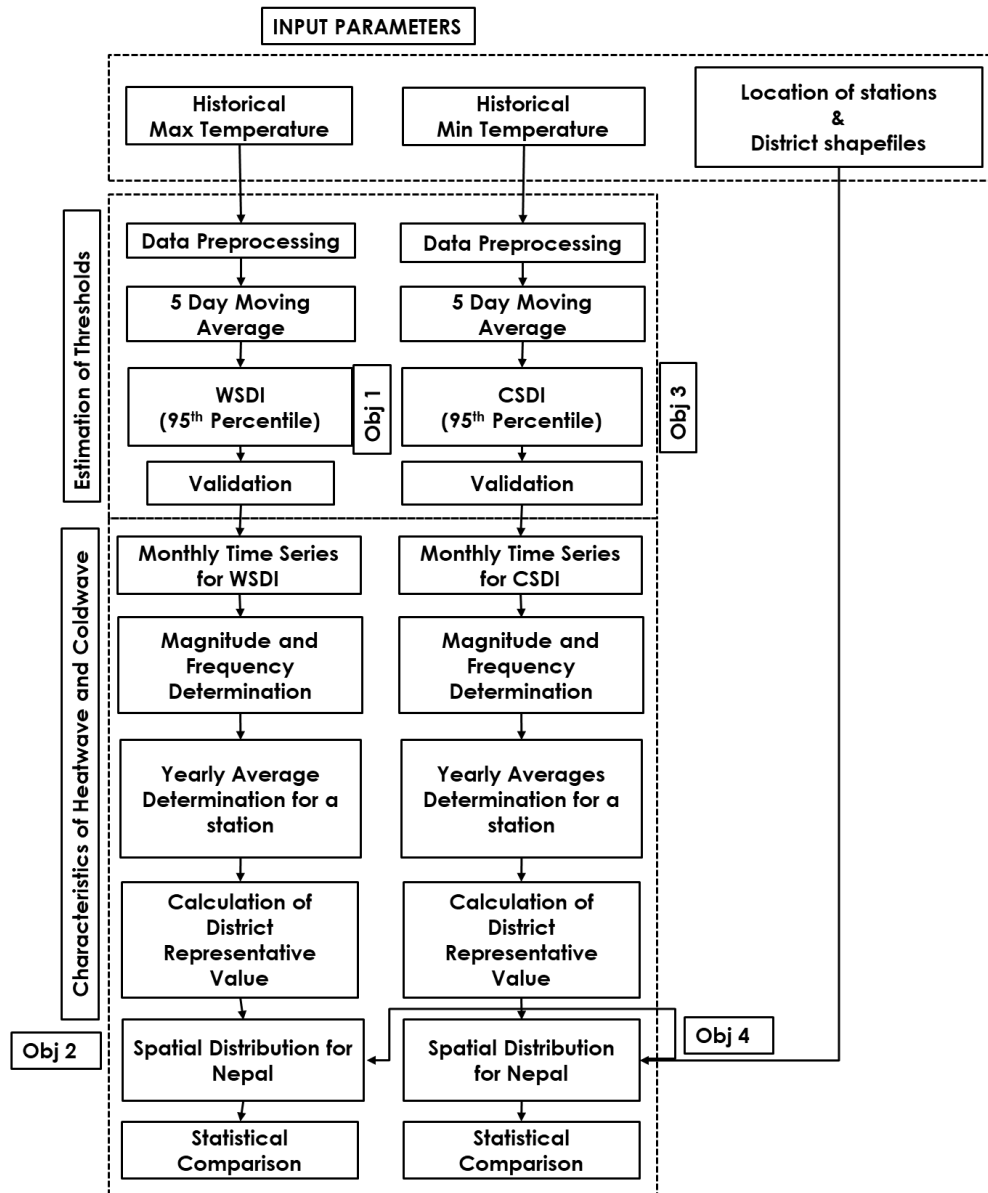 INPUT PARAMETERS
Historical
Max Temperature
Historical
Min Temperature
Location of stations
&
District shapefiles
Estimation of Thresholds
Data Preprocessing
Data Preprocessing
5 Day Moving
Average
5 Day Moving
Average
WSDI
(95th Percentile)
Obj 1
CSDI
(95th Percentile)
Obj 3
Validation
Validation
Characteristics of Heatwave and Coldwave
Monthly Time Series
for WSDI
Monthly Time Series
for CSDI
Magnitude and
Frequency
Determination
Magnitude and
Frequency
Determination
Yearly Average
Determination for a
station
Yearly Averages
Determination for a
station
Calculation of
District
Representative
Value
Calculation of
District
Representative
Value
Obj 2
Spatial Distribution for
Nepal
Spatial Distribution
for Nepal
Obj 4
Statistical
Comparison
Statistical
Comparison